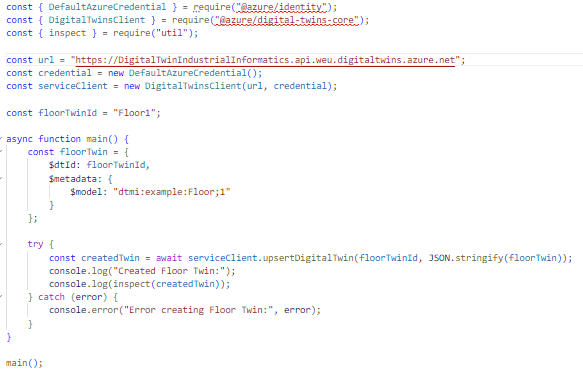 const { DefaultAzureCredential } = require("@azure/identity");
const { DigitalTwinsClient } = require("@azure/digital-twins-core");
const { inspect } = require("util");

const url = "https://DigitalTwinIndustrialInformatics.api.weu.digitaltwins.azure.net";
const credential = new DefaultAzureCredential();
const serviceClient = new DigitalTwinsClient(url, credential);

const floorTwinId = "Floor1";

async function main() {
    const floorTwin = {
        $dtId: floorTwinId,
        $metadata: {
            $model: "dtmi:example:Floor;1"
        }
    };

    try {
        const createdTwin = await serviceClient.upsertDigitalTwin(floorTwinId, JSON.stringify(floorTwin));
        console.log("Created Floor Twin:");
        console.log(inspect(createdTwin));
    } catch (error) {
        console.error("Error creating Floor Twin:", error);
    }
}

main();